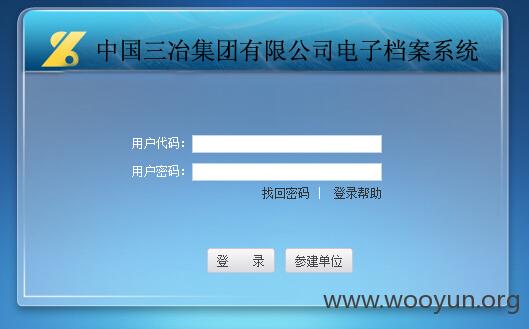 中国三冶集团有限公司电子档案系统
用户代码：
用户密码：
找回密码 | 登录帮助
登 录 参建单位
www.wooyun.org